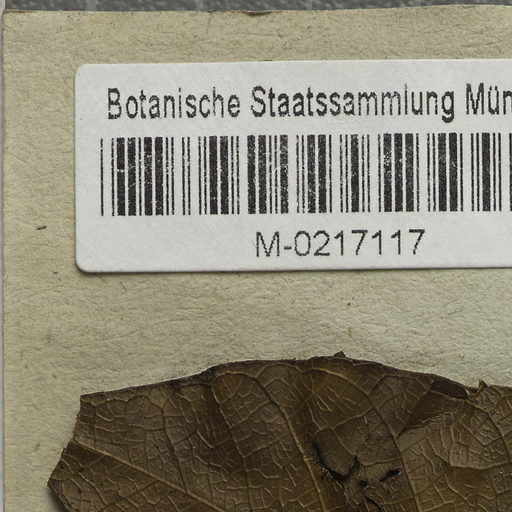 Botanische Staatssammlung Mün
M-0217117